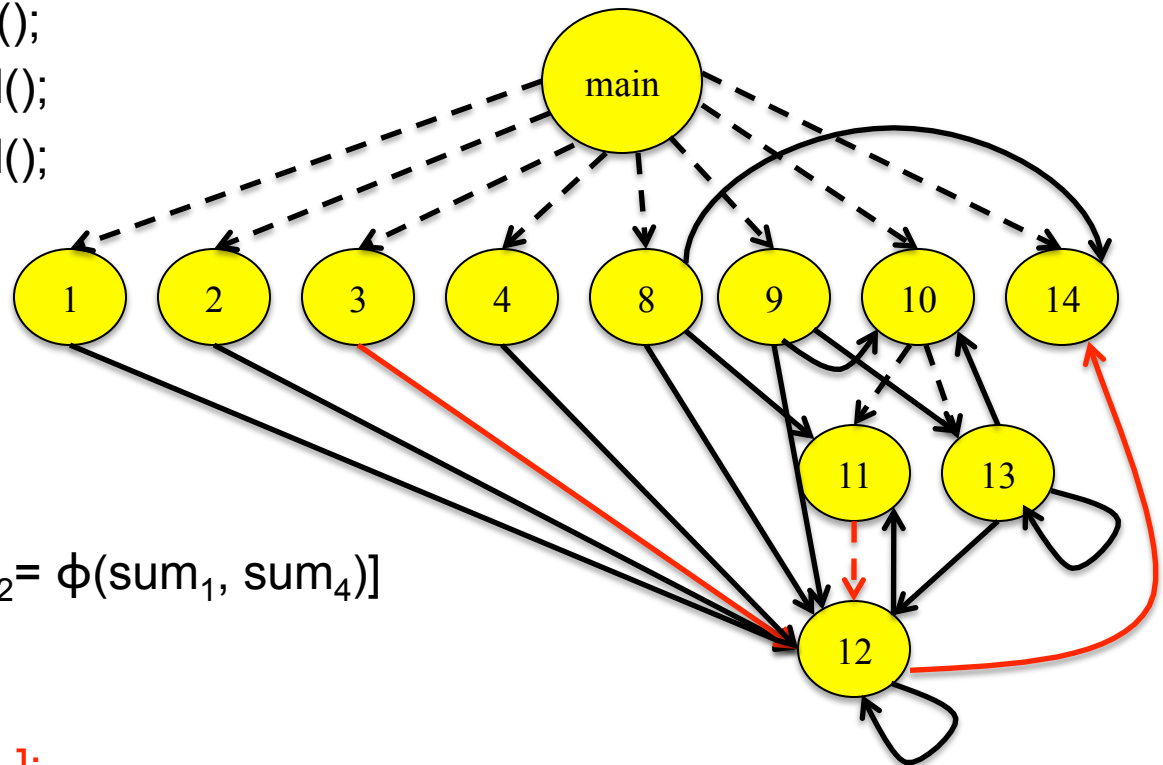 ();
l();
l();
main
1 2 3 4 8 9 10 14
11 13
₂= ϕ(sum₁, sum₄)]
12
];